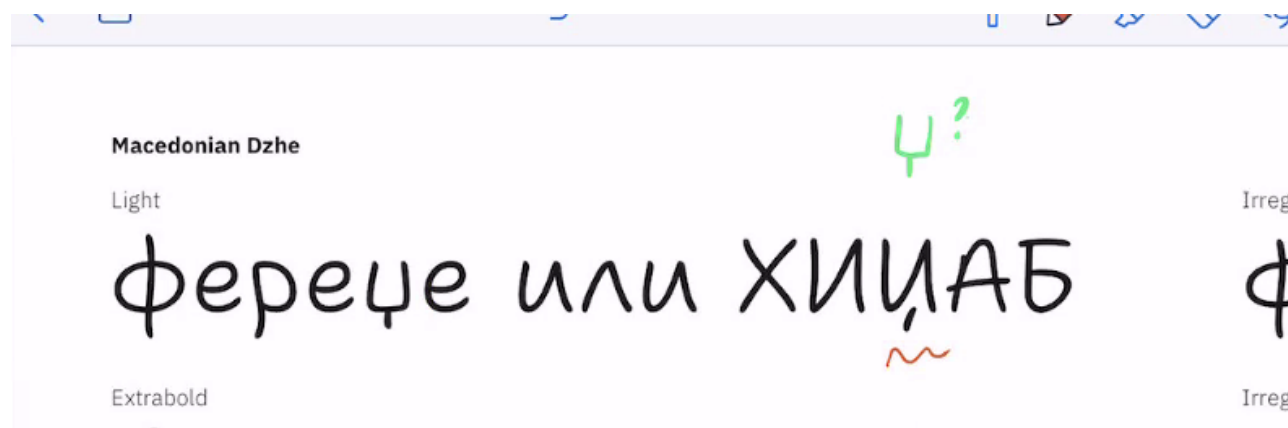 Џ?
Macedonian Dzhe
Light
фереџе или ХИЏАБ
Extrabold